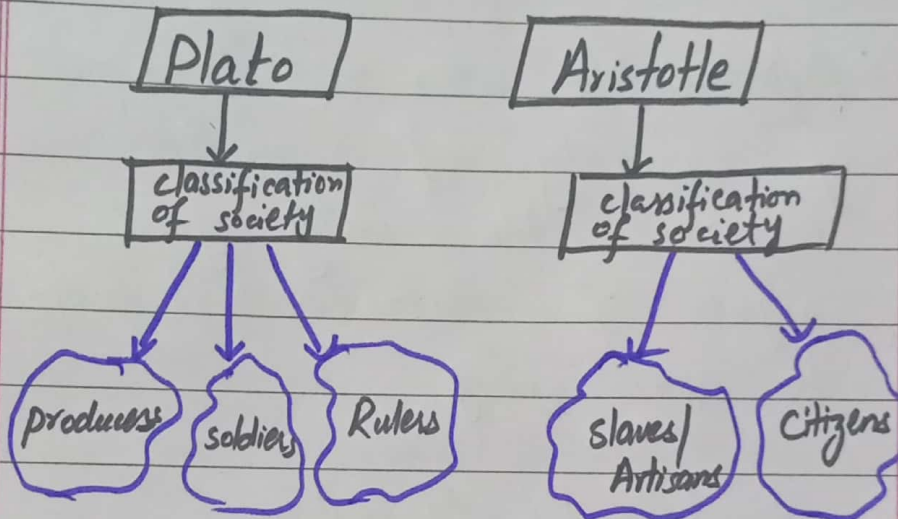 Plato
Aristotle
classification
of society
classification
of society
producers
soldiers
Rulers
slaves/
Artisans
Citizens